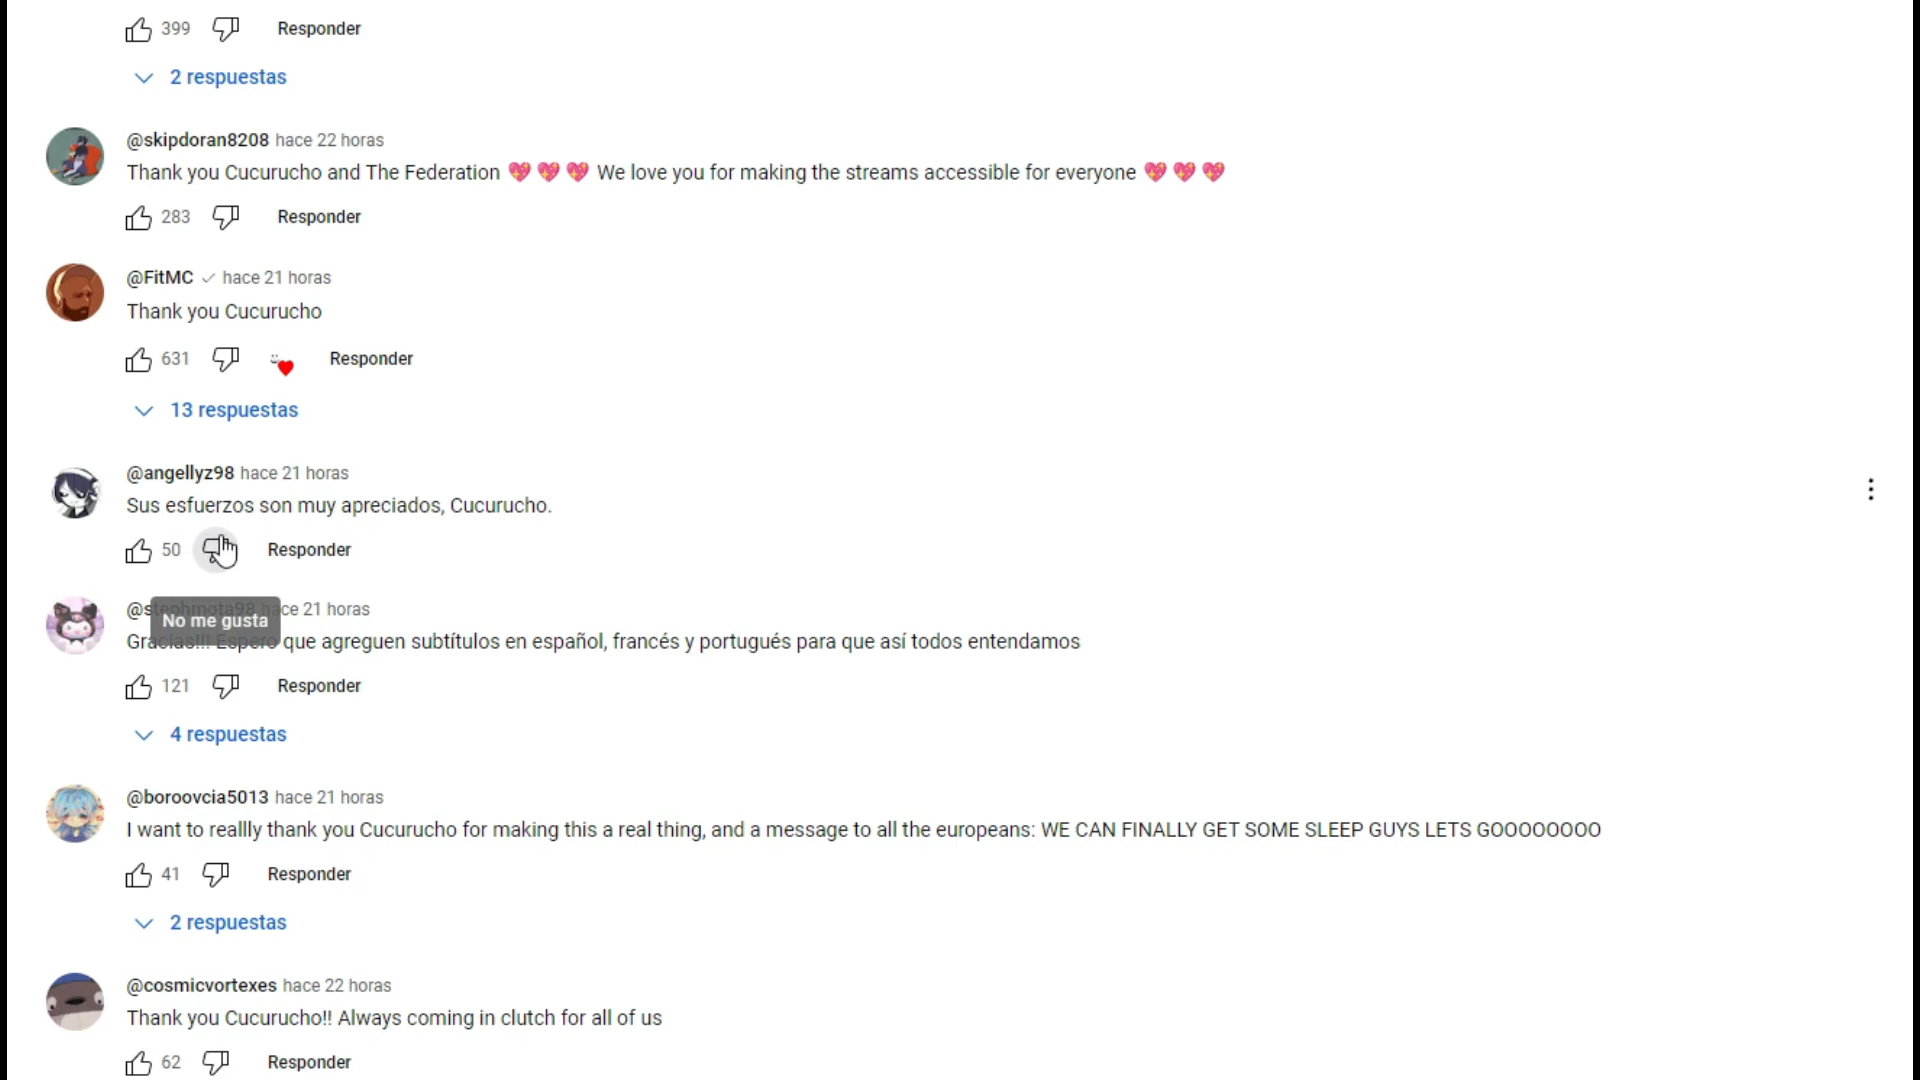 399 Responder
2 respuestas
@skipdoran8208 hace 22 horas
Thank you Cucurucho and The Federation 💖 💖 💖 We love you for making the streams accessible for everyone 💖 💖 💖
283 Responder
@FitMC hace 21 horas
Thank you Cucurucho
631 Responder
13 respuestas
@angellyz98 hace 21 horas
Sus esfuerzos son muy apreciados, Cucurucho.
50 Responder
@stephmota98 hace 21 horas
No me gusta
Gracias!!! Espero que agreguen subtítulos en español, francés y portugués para que así todos entendamos
121 Responder
4 respuestas
@boroovcia5013 hace 21 horas
I want to reallly thank you Cucurucho for making this a real thing, and a message to all the europeans: WE CAN FINALLY GET SOME SLEEP GUYS LETS GOOOOOOOO
41 Responder
2 respuestas
@cosmicvortexes hace 22 horas
Thank you Cucurucho!! Always coming in clutch for all of us
62 Responder